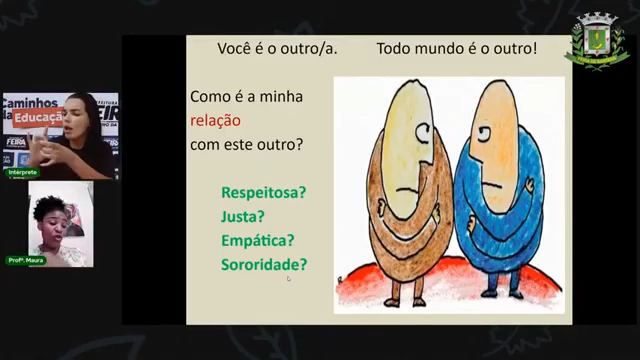 Você é o outro/a. Todo mundo é o outro!
Como é a minha
relação
com este outro?
Respeitosa?
Justa?
Empática?
Sororidade?
Caminhos
Educação
FEIRA
Intérprete
Profª. Maura